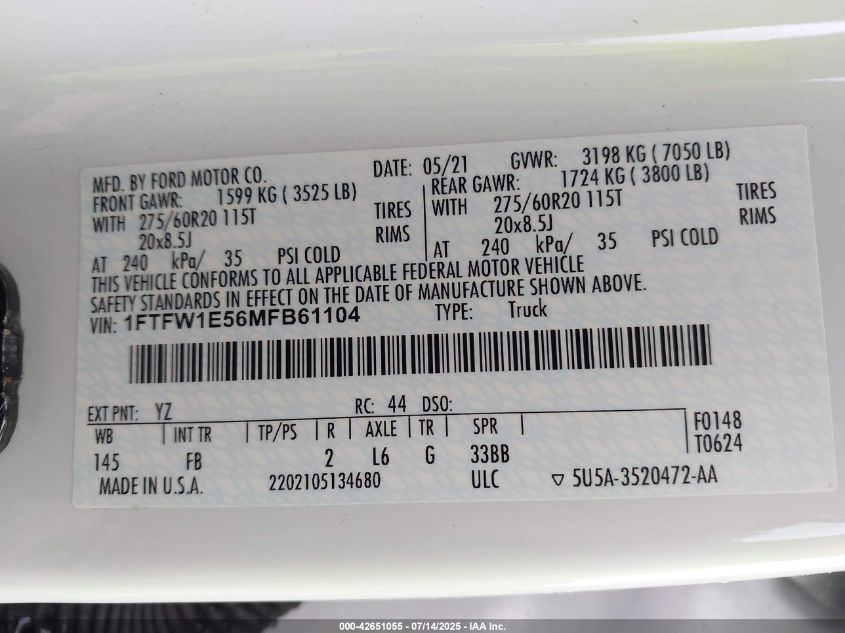 MFD. BY FORD MOTOR CO. DATE: 05/21 GVWR: 3198 KG ( 7050 LB)
FRONT GAWR: 1599 KG ( 3525 LB) REAR GAWR: 1724 KG ( 3800 LB)
WITH 275/60R20 115T TIRES WITH 275/60R20 115T TIRES
20x8.5J RIMS 20x8.5J RIMS
AT 240 kPa/ 35 PSI COLD AT 240 kPa/ 35 PSI COLD
THIS VEHICLE CONFORMS TO ALL APPLICABLE FEDERAL MOTOR VEHICLE
SAFETY STANDARDS IN EFFECT ON THE DATE OF MANUFACTURE SHOWN ABOVE.
VIN: 1FTFW1E56MFB61104 TYPE: Truck
EXT PNT: YZ RC: 44 DSO:
WB INT TR TP/PS R AXLE TR SPR F0148
145 FB 2 L6 G 33BB T0624
MADE IN U.S.A. 2202105134680 ULC ▽ 5U5A-3520472-AA
000-42651055 - 07/14/2025 - IAA Inc.